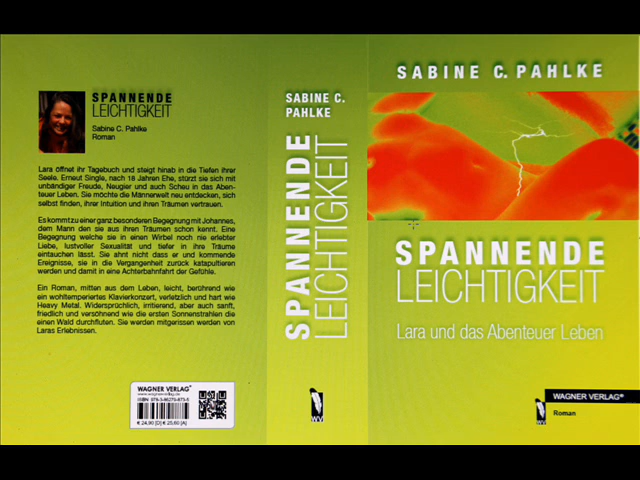 SPANNENDE
LEICHTIGKEIT
Sabine C. Pahlke
Roman
Lara öffnet ihr Tagebuch und steigt hinab in die Tiefen ihrer
Seele. Erneut Single, nach 18 Jahren Ehe, stürzt sie sich mit
unbändiger Freude, Neugier und auch Scheu in das Aben-
teuer Leben. Sie möchte die Männerwelt neu entdecken, sich
selbst finden, ihrer Intuition und ihren Träumen vertrauen.
Es kommt zu einer ganz besonderen Begegnung mit Johannes,
dem Mann den sie aus ihren Träumen schon kennt. Eine
Begegnung welche sie in einen Wirbel noch nie erlebter
Liebe, lustvoller Sexualität und tiefer in ihre Träume
eintauchen lässt. Sie ahnt nicht dass er und kommende
Ereignisse, sie in die Vergangenheit zurück katapultieren
werden und damit in eine Achterbahnfahrt der Gefühle.
Ein Roman, mitten aus dem Leben, leicht, berührend wie
ein wohltemperiertes Klavierkonzert, verletzlich und hart wie
Heavy Metal. Widersprüchlich, irritierend, aber auch sanft,
friedlich und versöhnend wie die ersten Sonnenstrahlen die
einen Wald durchfluten. Sie werden mitgerissen werden von
Laras Erlebnissen.
WAGNER VERLAG®
www.wagnerverlag.de
€ 24,90 [D] € 25,60 [A]
SABINE C.
PAHLKE
SPANNENDE
LEICHTIGKEIT
WV
SABINE C. PAHLKE
SPANNENDE
LEICHTIGKEIT
Lara und das Abenteuer Leben
WAGNER VERLAG®
Roman
WV